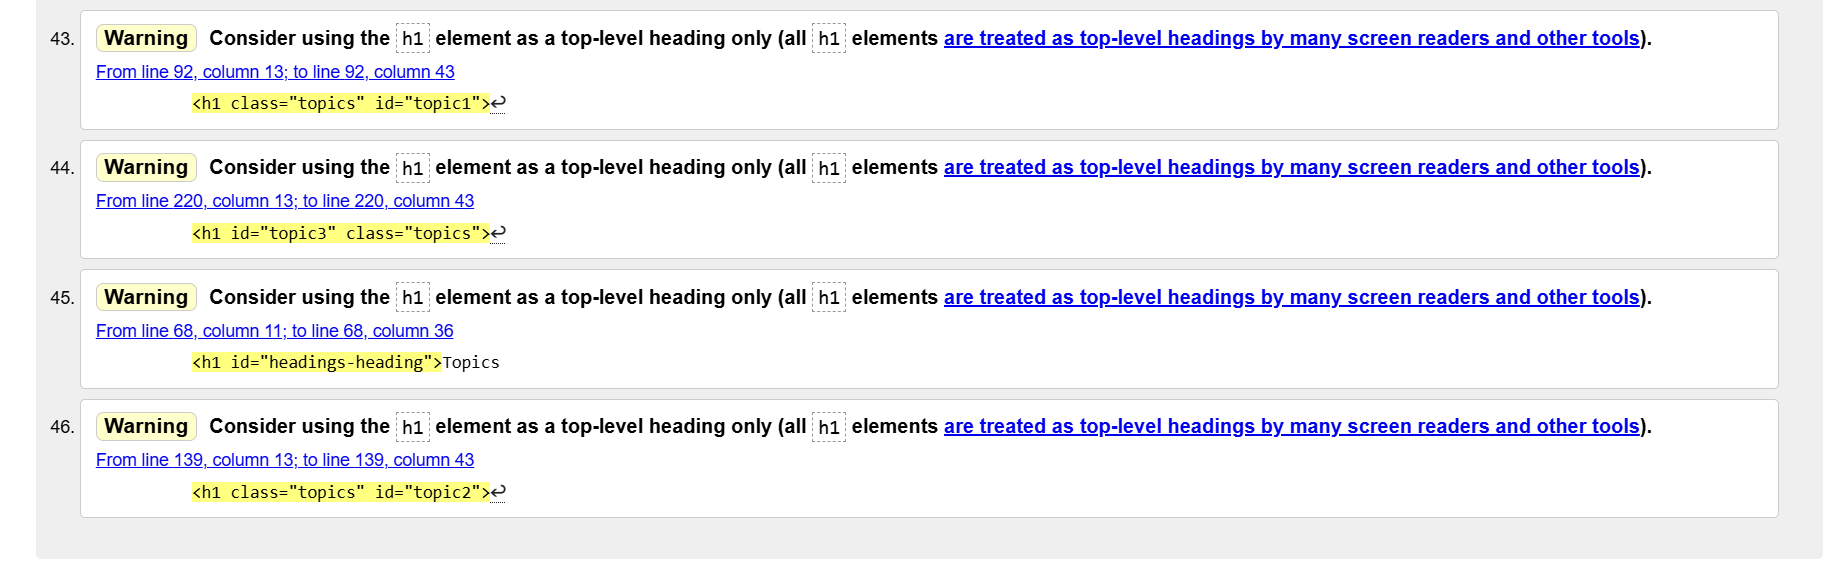 43. Warning Consider using the h1 element as a top-level heading only (all h1 elements are treated as top-level headings by many screen readers and other tools).
From line 92, column 13; to line 92, column 43
<h1 class="topics" id="topic1">↩
44. Warning Consider using the h1 element as a top-level heading only (all h1 elements are treated as top-level headings by many screen readers and other tools).
From line 220, column 13; to line 220, column 43
<h1 id="topic3" class="topics">↩
45. Warning Consider using the h1 element as a top-level heading only (all h1 elements are treated as top-level headings by many screen readers and other tools).
From line 68, column 11; to line 68, column 36
<h1 id="headings-heading">Topics
46. Warning Consider using the h1 element as a top-level heading only (all h1 elements are treated as top-level headings by many screen readers and other tools).
From line 139, column 13; to line 139, column 43
<h1 class="topics" id="topic2">↩